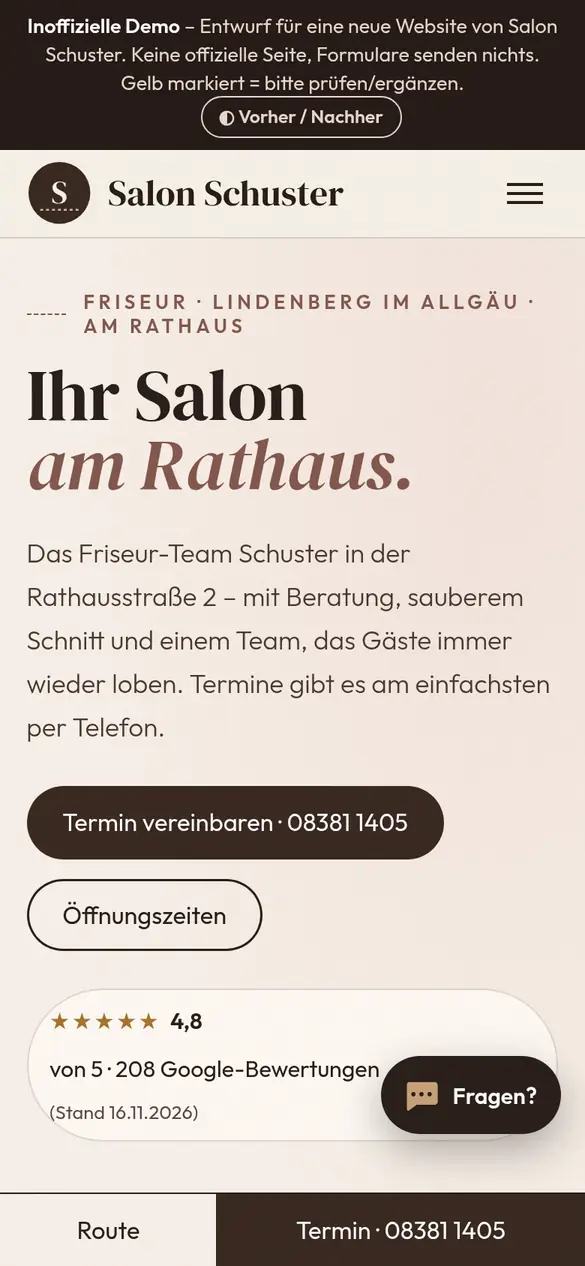 Inoffizielle Demo – Entwurf für eine neue Website von Salon
Schuster. Keine offizielle Seite, Formulare senden nichts.
Gelb markiert = bitte prüfen/ergänzen.
Vorher / Nachher
S
Salon Schuster
FRISEUR · LINDENBERG IM ALLGÄU ·
AM RATHAUS
Ihr Salon
am Rathaus.
Das Friseur-Team Schuster in der
Rathausstraße 2 – mit Beratung, sauberem
Schnitt und einem Team, das Gäste immer
wieder loben. Termine gibt es am einfachsten
per Telefon.
Termin vereinbaren · 08381 1405
Öffnungszeiten
★★★★★ 4,8
von 5 · 208 Google-Bewertungen
(Stand 16.11.2026)
Fragen?
Route
Termin · 08381 1405